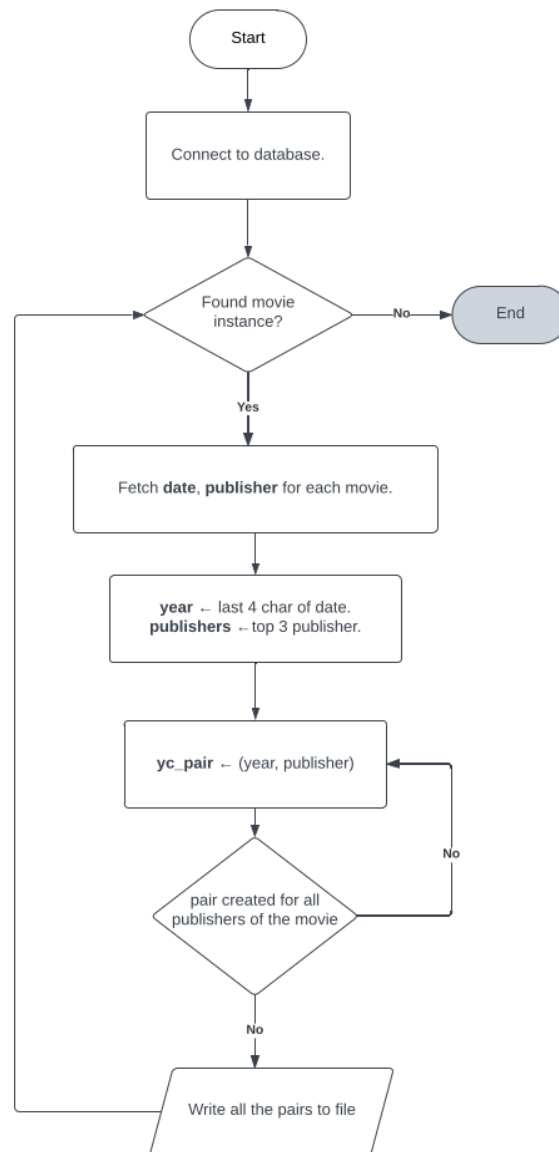 Start
Connect to database.
Found movie
instance?
No
End
Yes
Fetch date, publisher for each movie.
year ← last 4 char of date.
publishers ←top 3 publisher.
yc_pair ← (year, publisher)
No
pair created for all
publishers of the movie
No
Write all the pairs to file